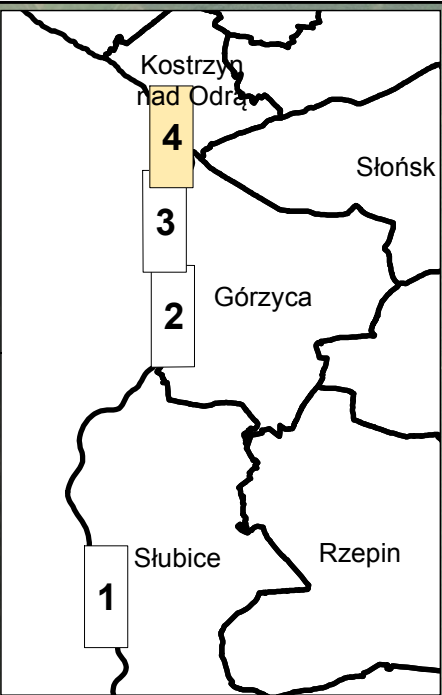 Kostrzyn
nad Odrą
4
Słońsk
3
Górzyca
2
Słubice
Rzepin
1